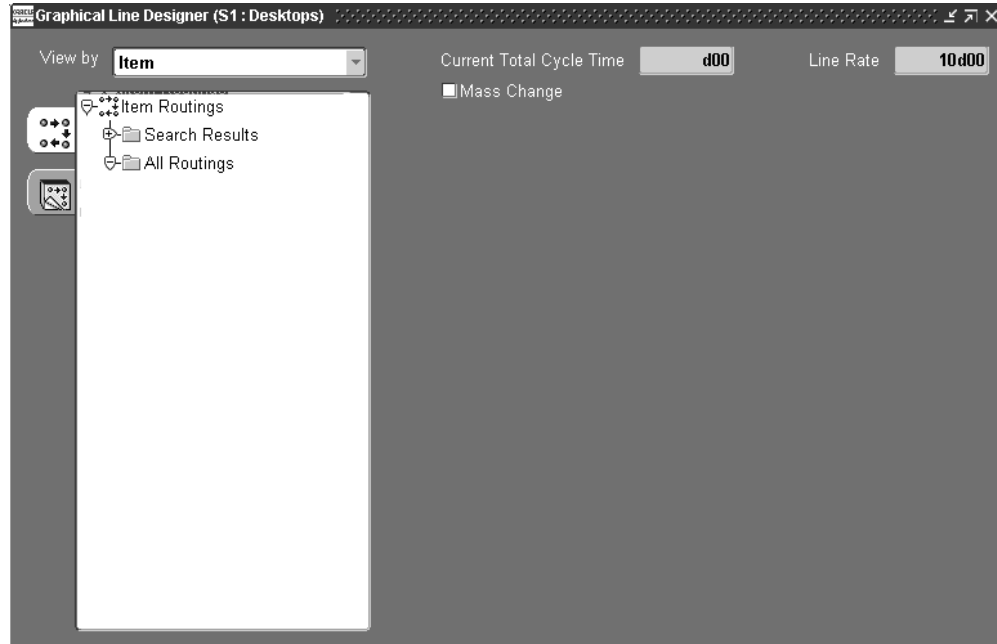 Graphical Line Designer (S1 : Desktops)
View by Item
Current Total Cycle Time d00
Line Rate 10d00
Mass Change
Item Routings
Search Results
All Routings